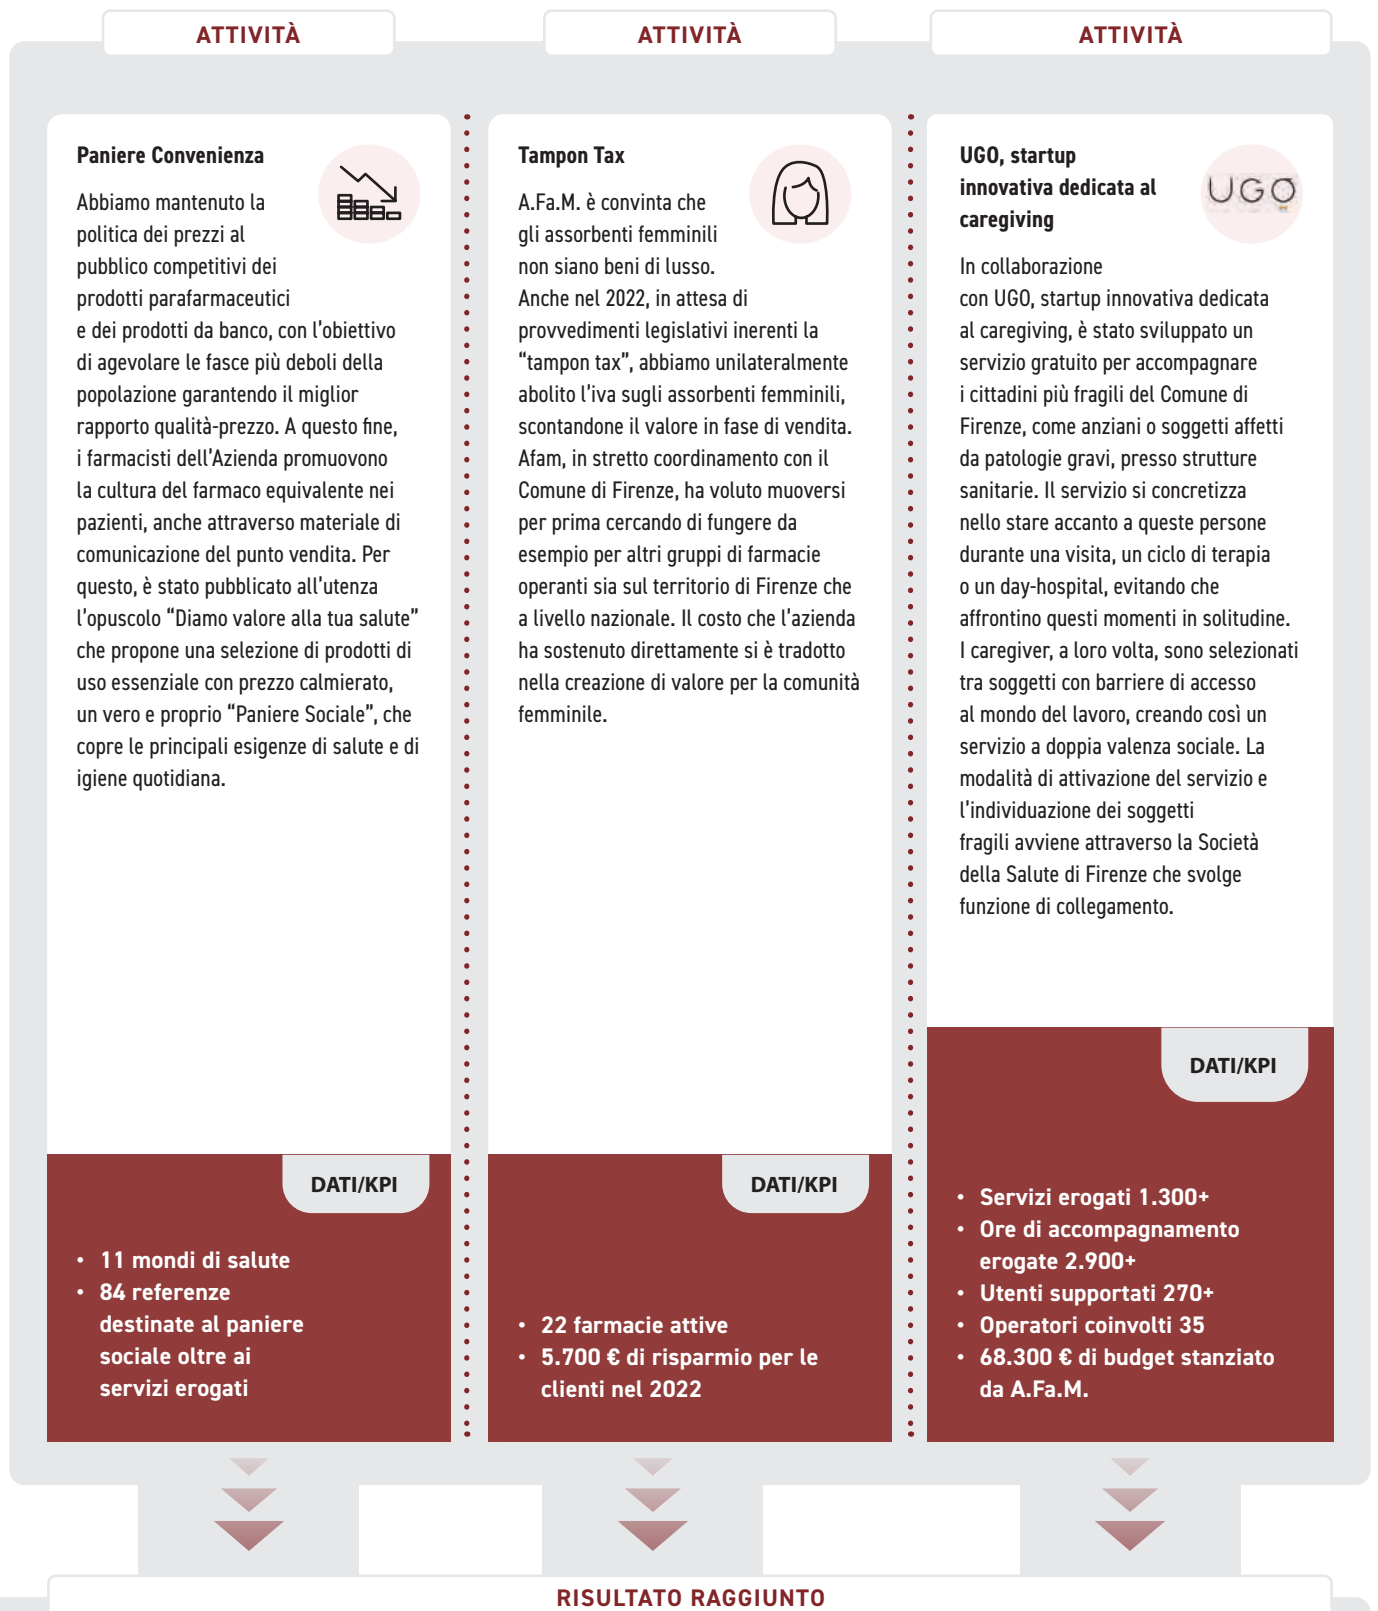 ATTIVITÀ
ATTIVITÀ
ATTIVITÀ
Paniere Convenienza
Abbiamo mantenuto la
politica dei prezzi al
pubblico competitivi dei
prodotti parafarmaceutici
e dei prodotti da banco, con l’obiettivo
di agevolare le fasce più deboli della
popolazione garantendo il miglior
rapporto qualità-prezzo. A questo fine,
i farmacisti dell’Azienda promuovono
la cultura del farmaco equivalente nei
pazienti, anche attraverso materiale di
comunicazione del punto vendita. Per
questo, è stato pubblicato all’utenza
l’opuscolo “Diamo valore alla tua salute”
che propone una selezione di prodotti di
uso essenziale con prezzo calmierato,
un vero e proprio “Paniere Sociale”, che
copre le principali esigenze di salute e di
igiene quotidiana.
DATI/KPI
• 11 mondi di salute
• 84 referenze
destinate al paniere
sociale oltre ai
servizi erogati
Tampon Tax
A.Fa.M. è convinta che
gli assorbenti femminili
non siano beni di lusso.
Anche nel 2022, in attesa di
provvedimenti legislativi inerenti la
“tampon tax”, abbiamo unilateralmente
abolito l’iva sugli assorbenti femminili,
scontandone il valore in fase di vendita.
Afam, in stretto coordinamento con il
Comune di Firenze, ha voluto muoversi
per prima cercando di fungere da
esempio per altri gruppi di farmacie
operanti sia sul territorio di Firenze che
a livello nazionale. Il costo che l’azienda
ha sostenuto direttamente si è tradotto
nella creazione di valore per la comunità
femminile.
DATI/KPI
• 22 farmacie attive
• 5.700 € di risparmio per le
clienti nel 2022
UGO, startup
innovativa dedicata al
caregiving
UGO
In collaborazione
con UGO, startup innovativa dedicata
al caregiving, è stato sviluppato un
servizio gratuito per accompagnare
i cittadini più fragili del Comune di
Firenze, come anziani o soggetti affetti
da patologie gravi, presso strutture
sanitarie. Il servizio si concretizza
nello stare accanto a queste persone
durante una visita, un ciclo di terapia
o un day-hospital, evitando che
affrontino questi momenti in solitudine.
I caregiver, a loro volta, sono selezionati
tra soggetti con barriere di accesso
al mondo del lavoro, creando così un
servizio a doppia valenza sociale. La
modalità di attivazione del servizio e
l’individuazione dei soggetti
fragili avviene attraverso la Società
della Salute di Firenze che svolge
funzione di collegamento.
DATI/KPI
• Servizi erogati 1.300+
• Ore di accompagnamento
erogate 2.900+
• Utenti supportati 270+
• Operatori coinvolti 35
• 68.300 € di budget stanziato
da A.Fa.M.
RISULTATO RAGGIUNTO